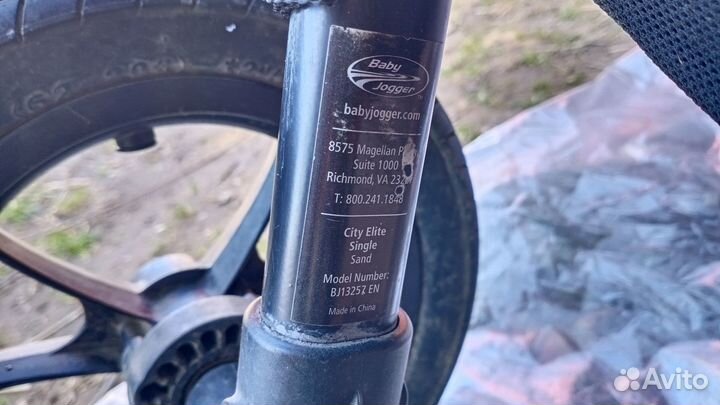 Baby
Jogger
babyjogger.com
8575 Magellan
Suite 1000
Richmond, VA
T: 800.241.1848
City Elite
Single
Sand
Model Number:
BJ13257 EN
Made in China
Avito